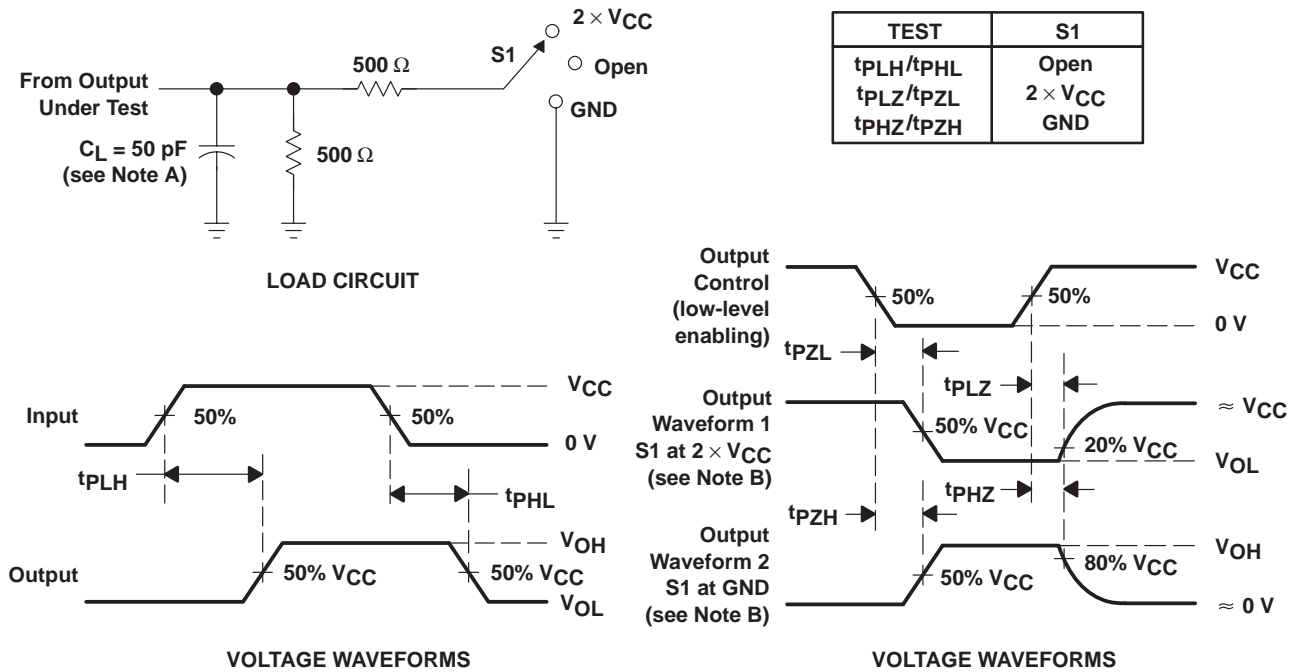 2 × VCC
S1
500 Ω
Open
From Output
Under Test
GND
CL = 50 pF
(see Note A)
500 Ω
LOAD CIRCUIT
TEST S1
tPLH/tPHL Open
tPLZ/tPZL 2 × VCC
tPHZ/tPZH GND
Input
50%
50%
VCC
0 V
tPLH
tPHL
Output
50% VCC
50% VCC
VOH
VOL
VOLTAGE WAVEFORMS
Output
Control
(low-level
enabling)
50%
50%
VCC
0 V
tPZL
tPLZ
Output
Waveform 1
S1 at 2 × VCC
(see Note B)
50% VCC
20% VCC
≈ VCC
VOL
tPZH
tPHZ
Output
Waveform 2
S1 at GND
(see Note B)
50% VCC
80% VCC
VOH
≈ 0 V
VOLTAGE WAVEFORMS